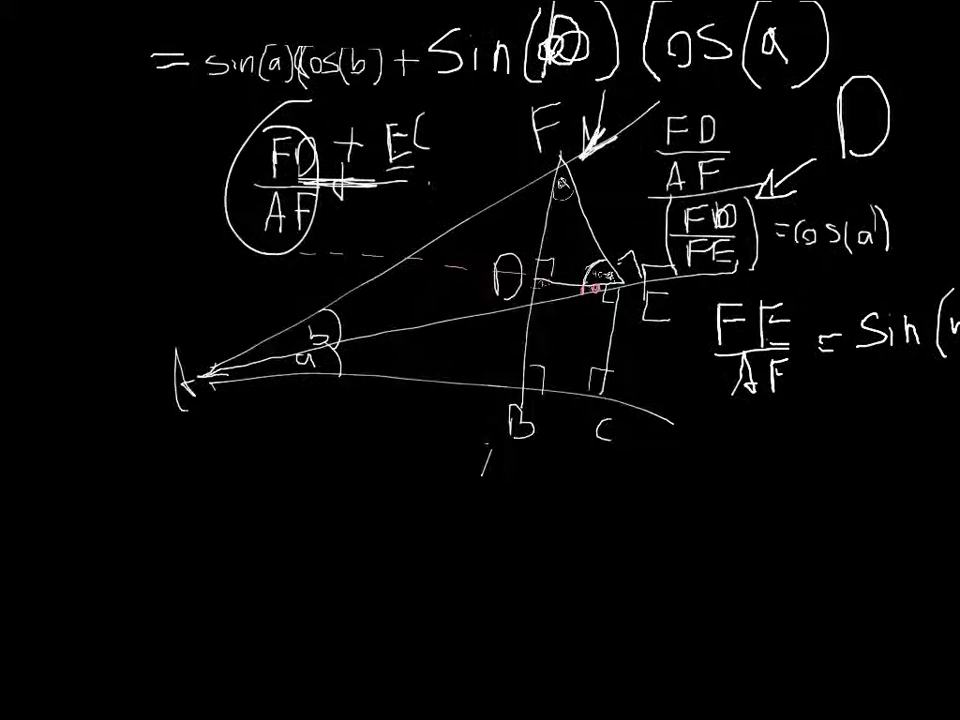 = sin(a)cos(b) + sin(b) cos(a)
D
FD + EC
AF
F
FD
AF
FD
FE
= cos(a)
D
E
E
FE = sin(
AF
b
a
A
B
C
a